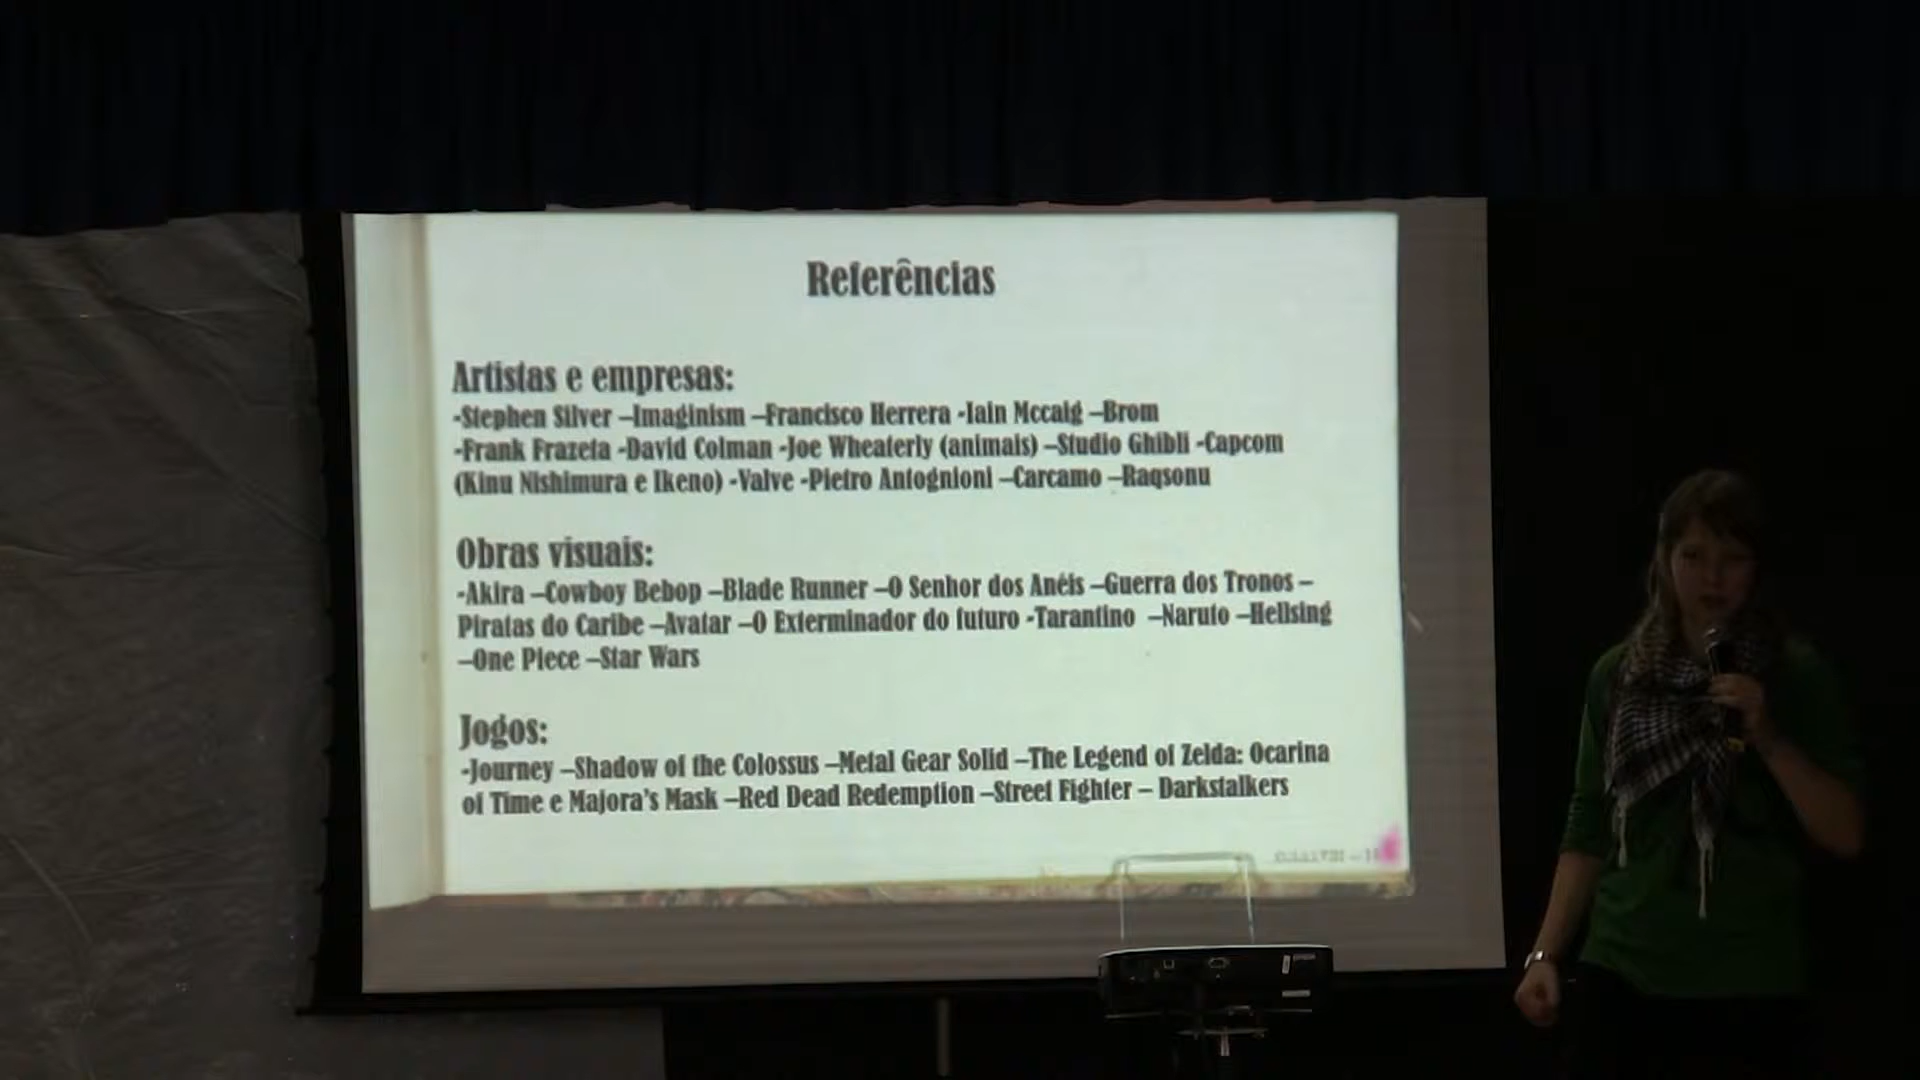 Referências
Artistas e empresas:
-Stephen Silver –Imaginism –Francisco Herrera -Iain Mccaig –Brom
-Frank Frazeta -David Colman -Joe Wheaterly (animais) –Studio Ghibli -Capcom
(Kinu Nishimura e Ikeno) -Valve -Pietro Antognioni –Carcamo –Raqsonu
Obras visuais:
-Akira –Cowboy Bebop –Blade Runner –O Senhor dos Anéis –Guerra dos Tronos –
Piratas do Caribe –Avatar –O Exterminador do futuro -Tarantino –Naruto –Hellsing
–One Piece –Star Wars
Jogos:
-Journey –Shadow of the Colossus –Metal Gear Solid –The Legend of Zelda: Ocarina
of Time e Majora's Mask –Red Dead Redemption –Street Fighter – Darkstalkers